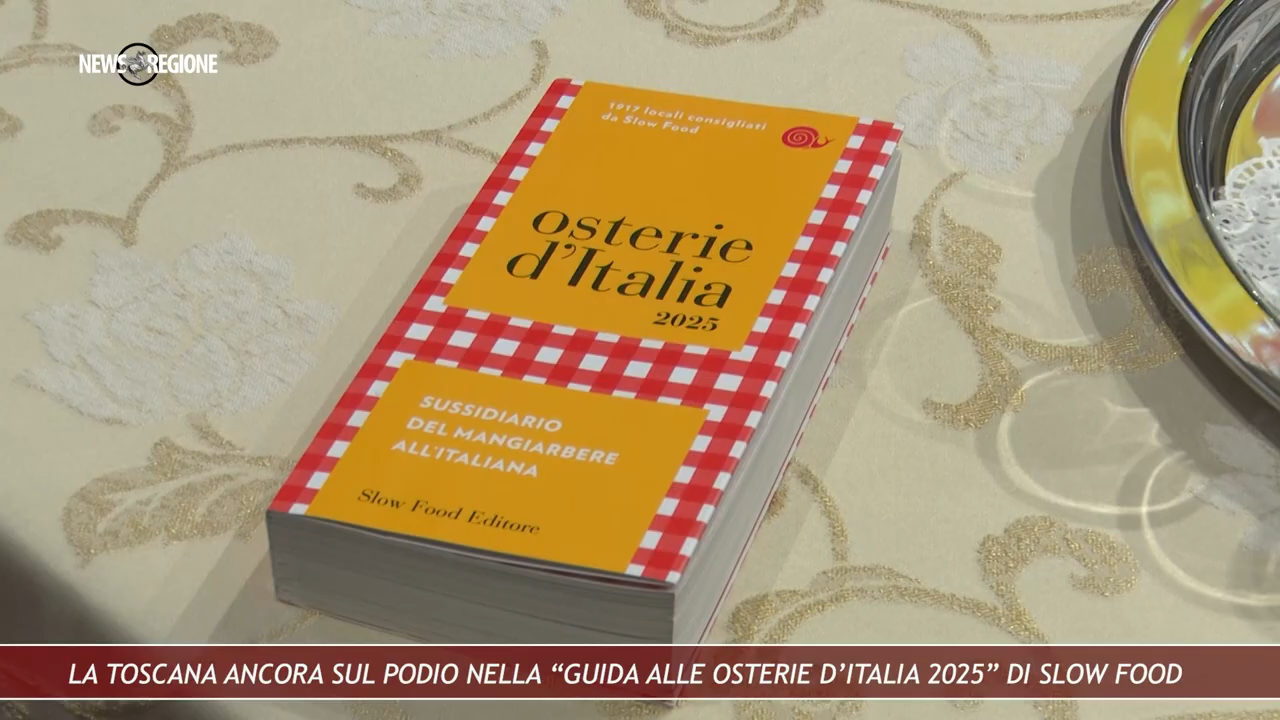 NEWS REGIONE
1917 locali consigliati
da Slow Food
osterie
d'Italia
2025
SUSSIDIARIO
DEL MANGIARBERE
ALL'ITALIANA
Slow Food Editore
LA TOSCANA ANCORA SUL PODIO NELLA “GUIDA ALLE OSTERIE D’ITALIA 2025” DI SLOW FOOD